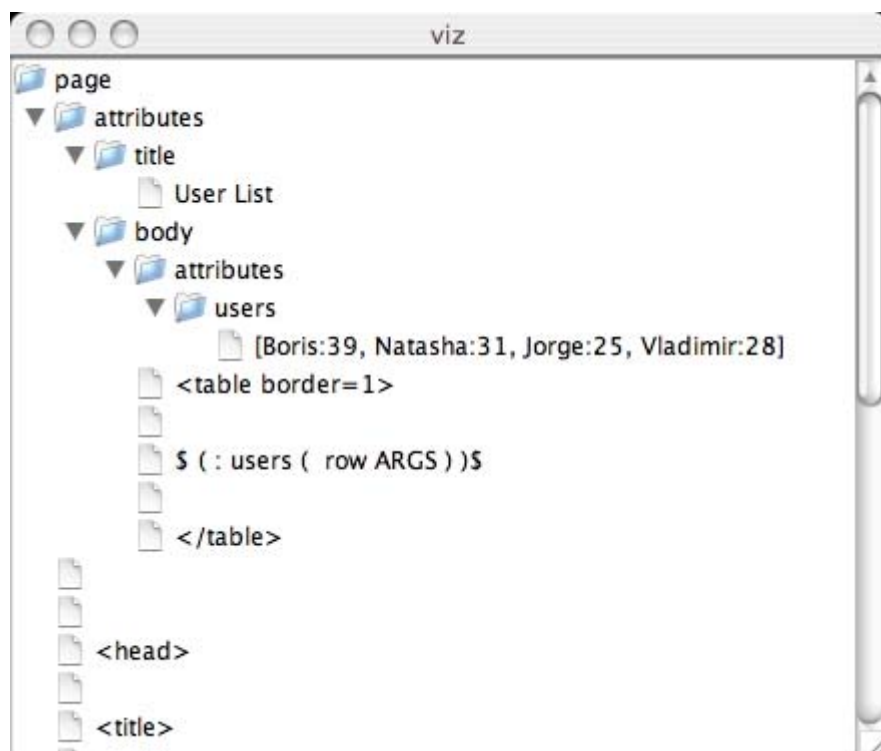 viz
page
attributes
title
User List
body
attributes
users
[Boris:39, Natasha:31, Jorge:25, Vladimir:28]
<table border=1>
$ ( : users (  row ARGS ) )$
</table>
<head>
<title>